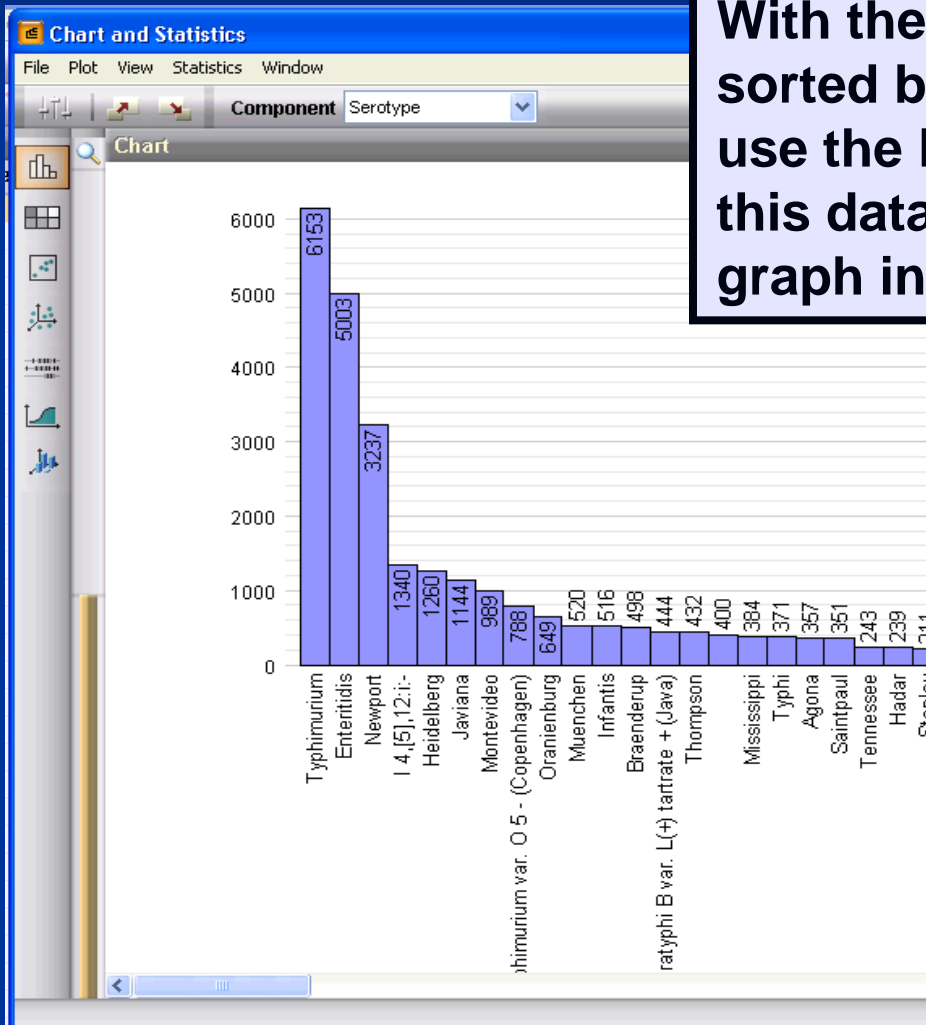 Chart and Statistics
File Plot View Statistics Window
Component Serotype
Chart
With the
sorted b
use the
this data
graph in
6000
5000
4000
3000
2000
1000
0
6153
5003
3237
1340
1260
1144
989
788
649
520
516
498
444
432
400
384
371
357
351
243
239
211
Typhimurium
Enteritidis
Newport
I 4,[5],12:i:-
Heidelberg
Javiana
Montevideo
himurium var. O 5 - (Copenhagen)
Oranienburg
Muenchen
Infantis
Braenderup
ratyphi B var. L(+) tartrate + (Java)
Thompson
Mississippi
Typhi
Agona
Saintpaul
Tennessee
Hadar